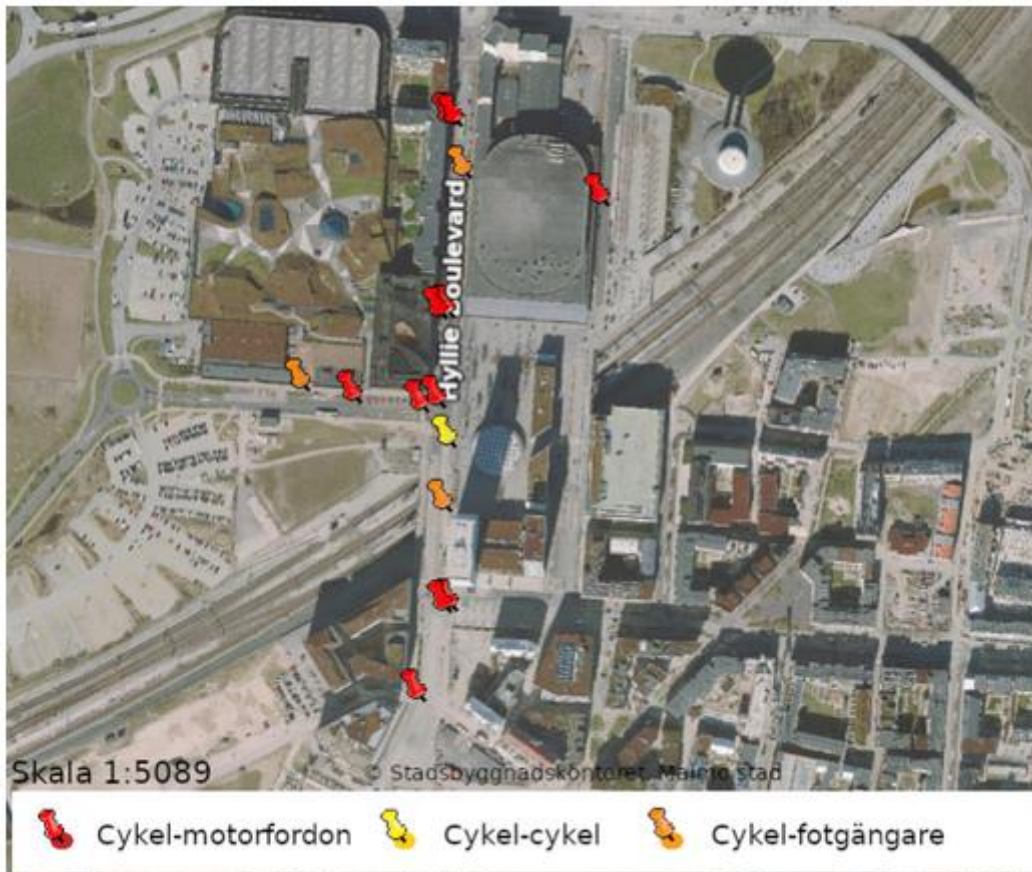 Hyllie Boulevard
Skala 1:5089
© Stadsbyggnadskontoret, Malmö stad
Cykel-motorfordon
Cykel-cykel
Cykel-fotgängare